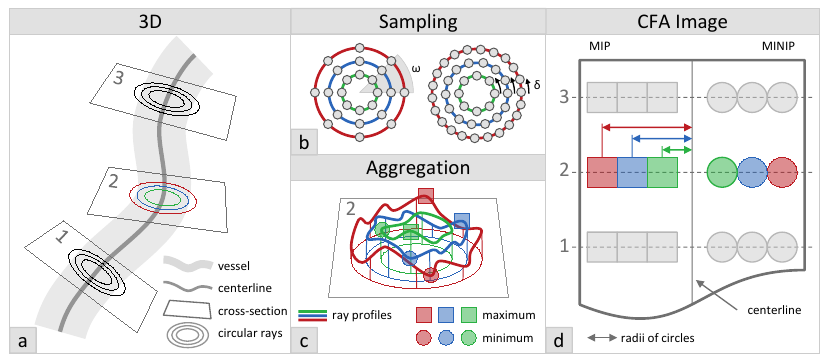 3D
3
2
1
vessel
centerline
cross-section
circular rays
a
Sampling
ω
δ
b
Aggregation
2
ray profiles
maximum
minimum
c
CFA Image
MIP
MINIP
3
2
1
centerline
radii of circles
d